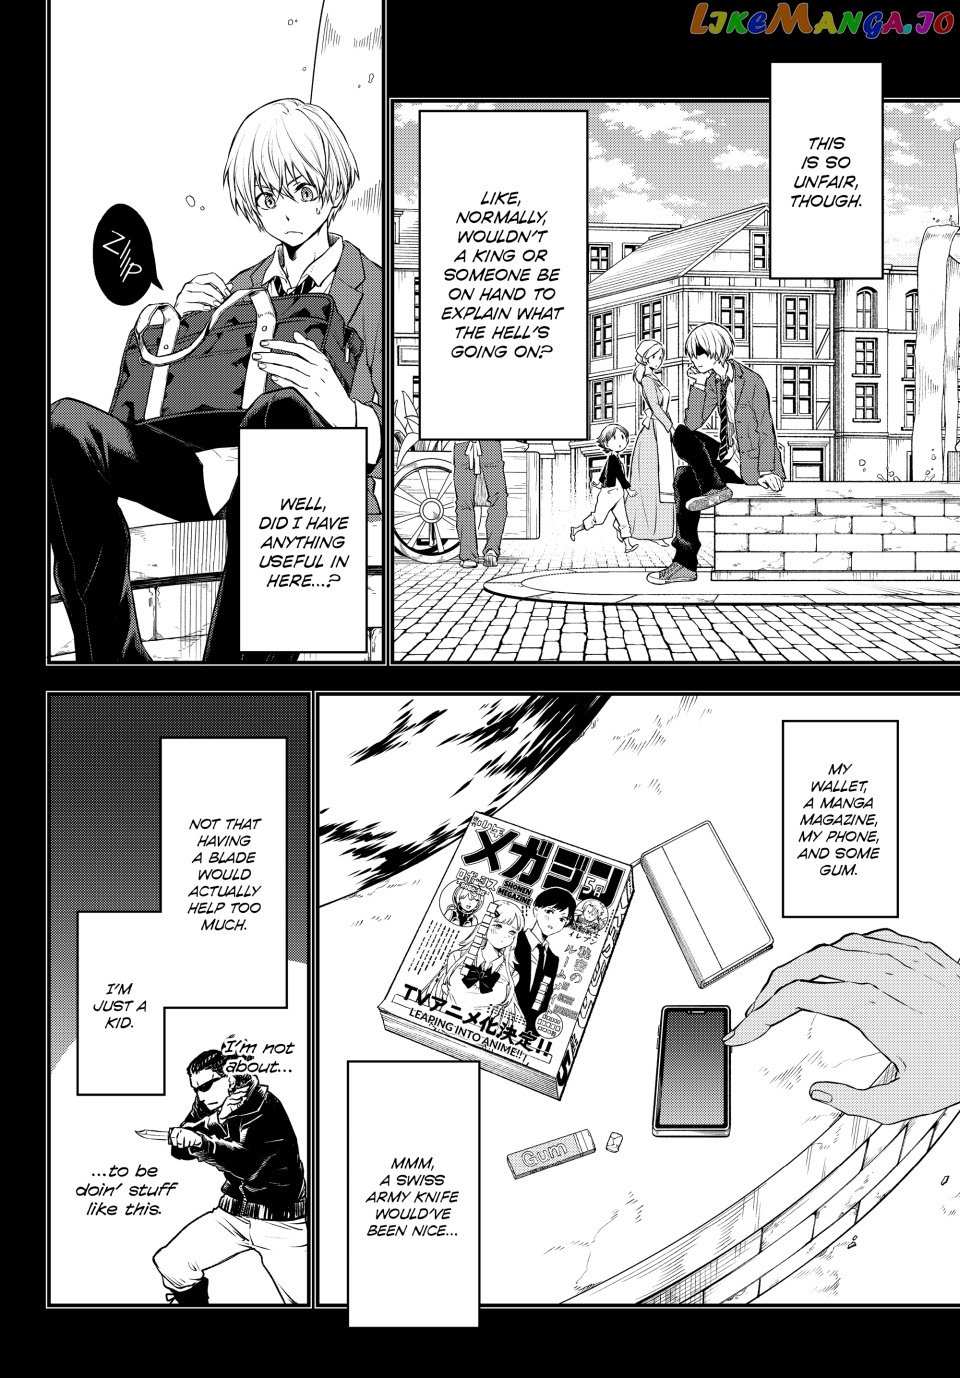 LIKEMANGA.IO
THIS
IS SO
UNFAIR,
THOUGH.
LIKE,
NORMALLY,
WOULDN'T
A KING OR
SOMEONE BE
ON HAND TO
EXPLAIN WHAT
THE HELL'S
GOING ON?
ZIP
WELL,
DID I HAVE
ANYTHING
USEFUL IN
HERE...?
MY
WALLET,
A MANGA
MAGAZINE,
MY PHONE,
AND SOME
GUM.
メガジン
SHONEN
MEGAZINE
TVアニメ化決定!!
LEAPING INTO ANIME!!
Gum
MMM,
A SWISS
ARMY KNIFE
WOULD'VE
BEEN NICE...
NOT THAT
HAVING
A BLADE
WOULD
ACTUALLY
HELP TOO
MUCH.
I'M
JUST A
KID.
I'm not
about...
...to be
doin' stuff
like this.